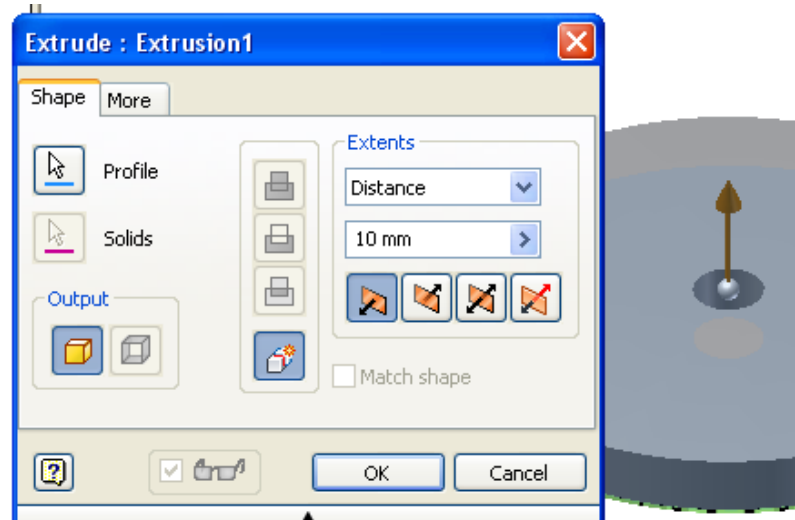 Extrude : Extrusion1
Shape More
Extents
Profile
Distance
Solids
10 mm
Output
Match shape
?
OK Cancel